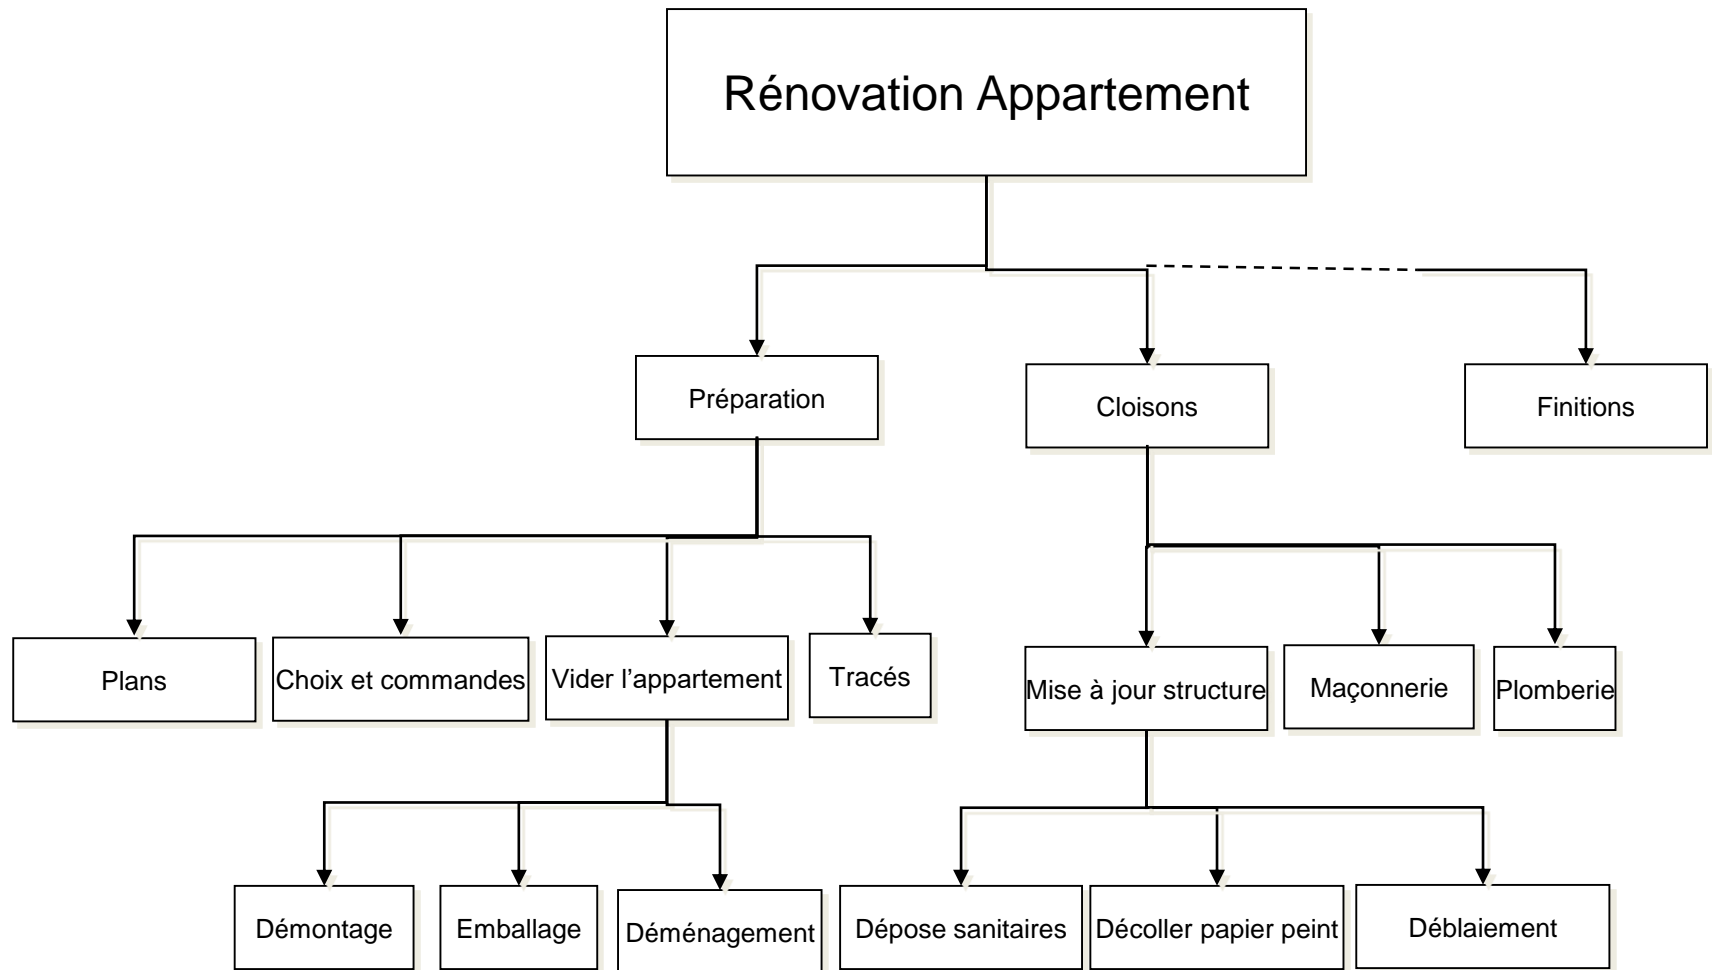 Rénovation Appartement
Préparation
Cloisons
Finitions
Plans
Choix et commandes
Vider l’appartement
Tracés
Mise à jour structure
Maçonnerie
Plomberie
Démontage
Emballage
Déménagement
Dépose sanitaires
Décoller papier peint
Déblaiement